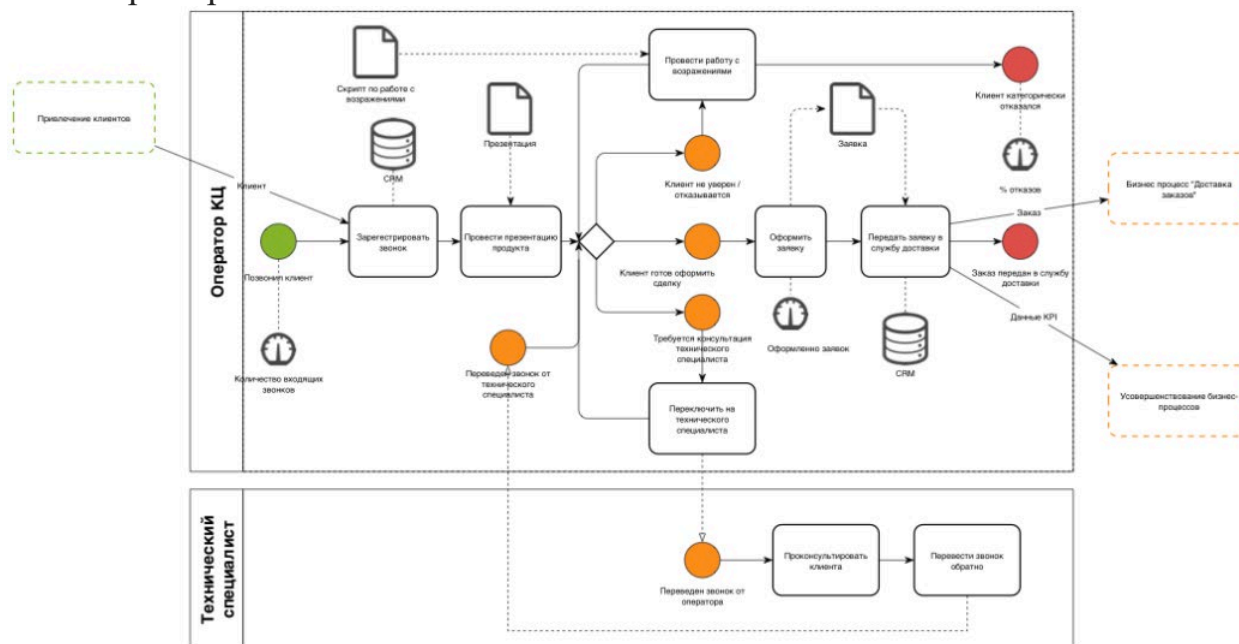 Скрипт по работе с
возражениями
Провести работу с
возражениями
Клиент категорически
отказался
Привлечение клиентов
Презентация
Заявка
CRM
Клиент не уверен /
отказывается
% отказов
Бизнес процесс "Доставка
заказов"
Клиент
Заказ
Оператор КЦ
Зарегестрировать
звонок
Провести презентацию
продукта
Оформить
заявку
Передать заявку в
службу доставки
Позвонил клиент
Клиент готов оформить
сделку
Заказ передан в службу
доставки
Данные KPI
Требуется консультация
технического
специалиста
Оформленно заявок
CRM
Количество входящих
звонков
Переведен звонок от
технического
специалиста
Усовершенствование бизнес-
процессов
Переключить на
технического
специалиста
Технический
специалист
Переведен звонок от
оператора
Проконсультировать
клиента
Перевести звонок
обратно